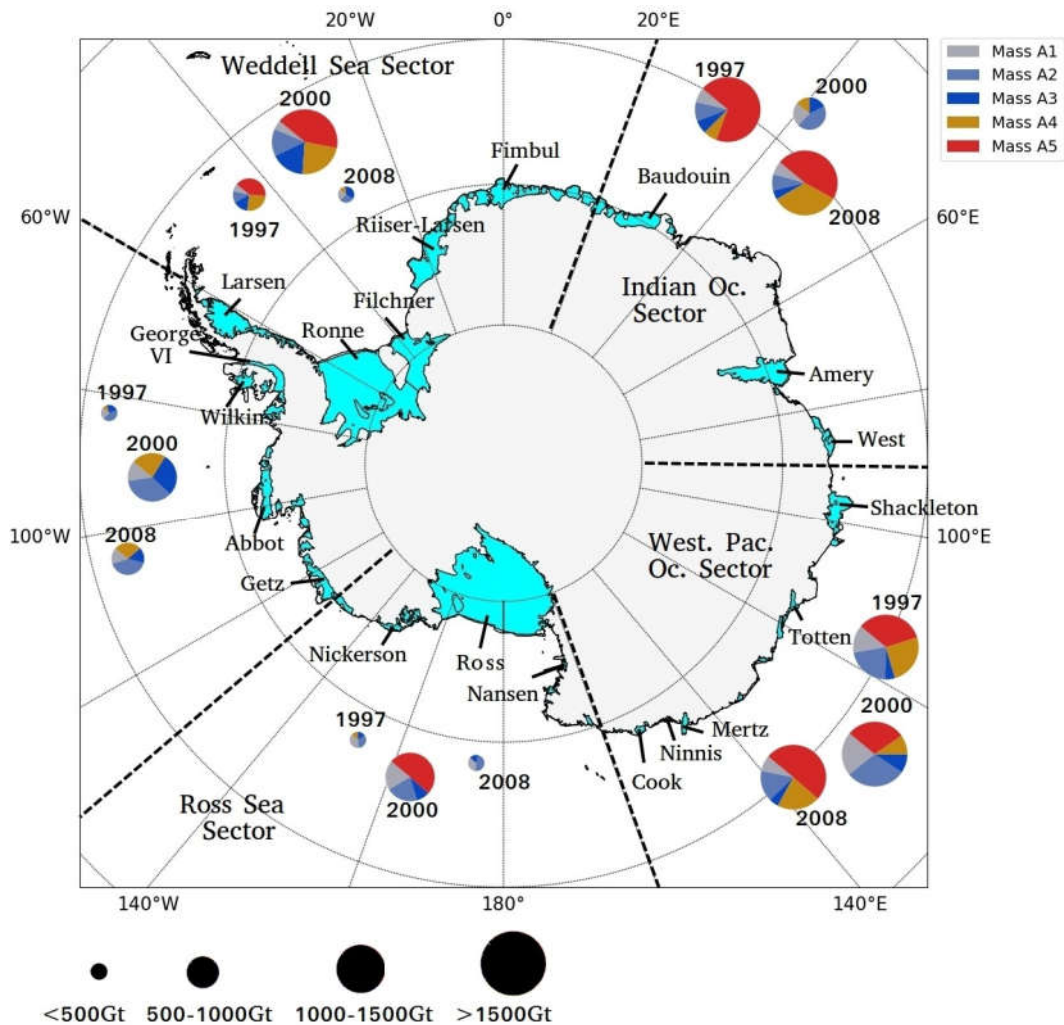 20°W
0°
20°E
Weddell Sea Sector
2000
1997
2000
Mass A1
Mass A2
Mass A3
Mass A4
Mass A5
Fimbul
2008
Baudouin
1997
2008
60°W
60°E
Riiser-Larsen
Larsen
Filchner
Indian Oc.
Sector
George
VI
Ronne
Amery
1997
Wilkin
West
2000
Shackleton
100°W
2008
Abbot
West. Pac.
Oc. Sector
100°E
Getz
1997
Totten
Nickerson
Ross
Nansen
2000
1997
Mertz
Ninnis
2008
Cook
Ross Sea
Sector
2000
2008
140°W
180°
140°E
<500Gt
500-1000Gt
1000-1500Gt
>1500Gt